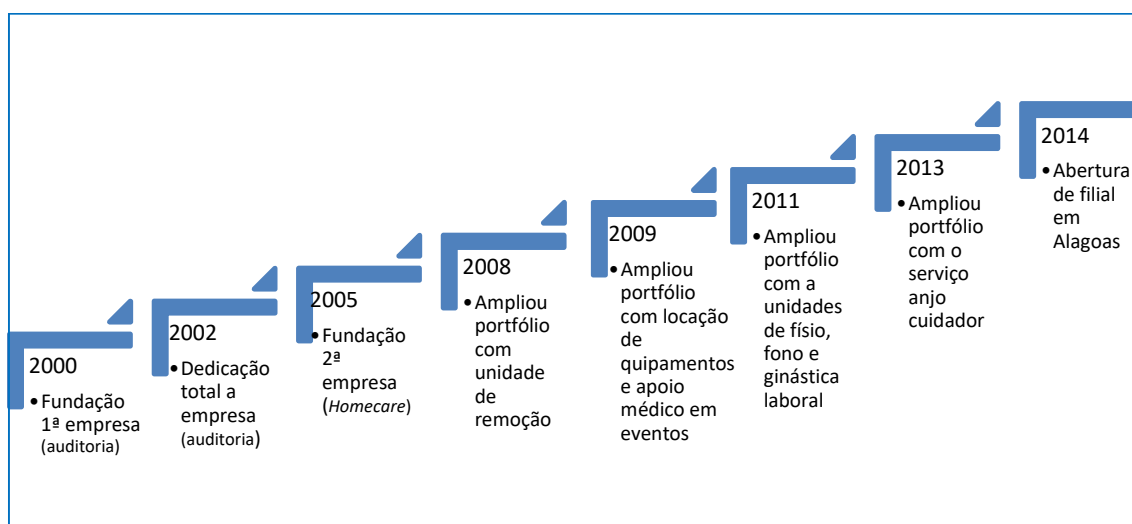 2000
•Fundação
1ª empresa
(auditoria)
2002
•Dedicação
total a
empresa
(auditoria)
2005
•Fundação
2ª
empresa
(Homecare)
2008
•Ampliou
portfólio
com
unidade
de
remoção
2009
•Ampliou
portfólio
com locação
de
quipamentos
e apoio
médico em
eventos
2011
•Ampliou
portfólio
com a
unidades
de físio,
fono e
ginástica
laboral
2013
•Ampliou
portfólio
com o
serviço
anjo
cuidador
2014
•Abertura
de filial
em
Alagoas